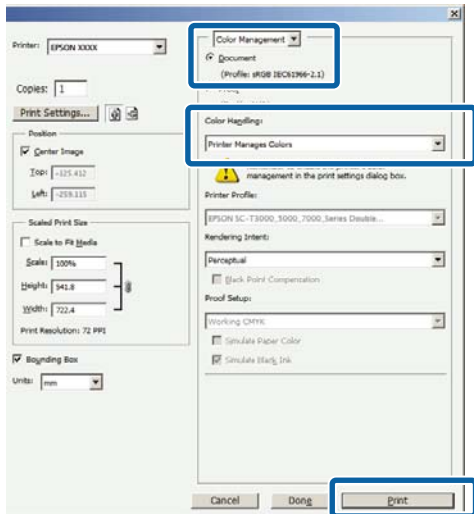 Printer: EPSON XXXX
Copies: 1
Print Settings...
Position
Center Image
Top: -125.412
Left: -259.115
Scaled Print Size
Scale to Fit Media
Scale: 100%
Height: 541.8
Width: 722.4
Print Resolution: 72 PPI
Bounding Box
Units: mm
Color Management
Document
(Profile: sRGB IEC61966-2.1)
Color Handling:
Printer Manages Colors
management in the print settings dialog box.
Printer Profile:
EPSON SC-T3000_5000_7000_Series Double...
Rendering Intent:
Perceptual
Black Point Compensation
Proof Setup:
Working CMYK
Simulate Paper Color
Simulate Black Ink
Cancel
Done
Print